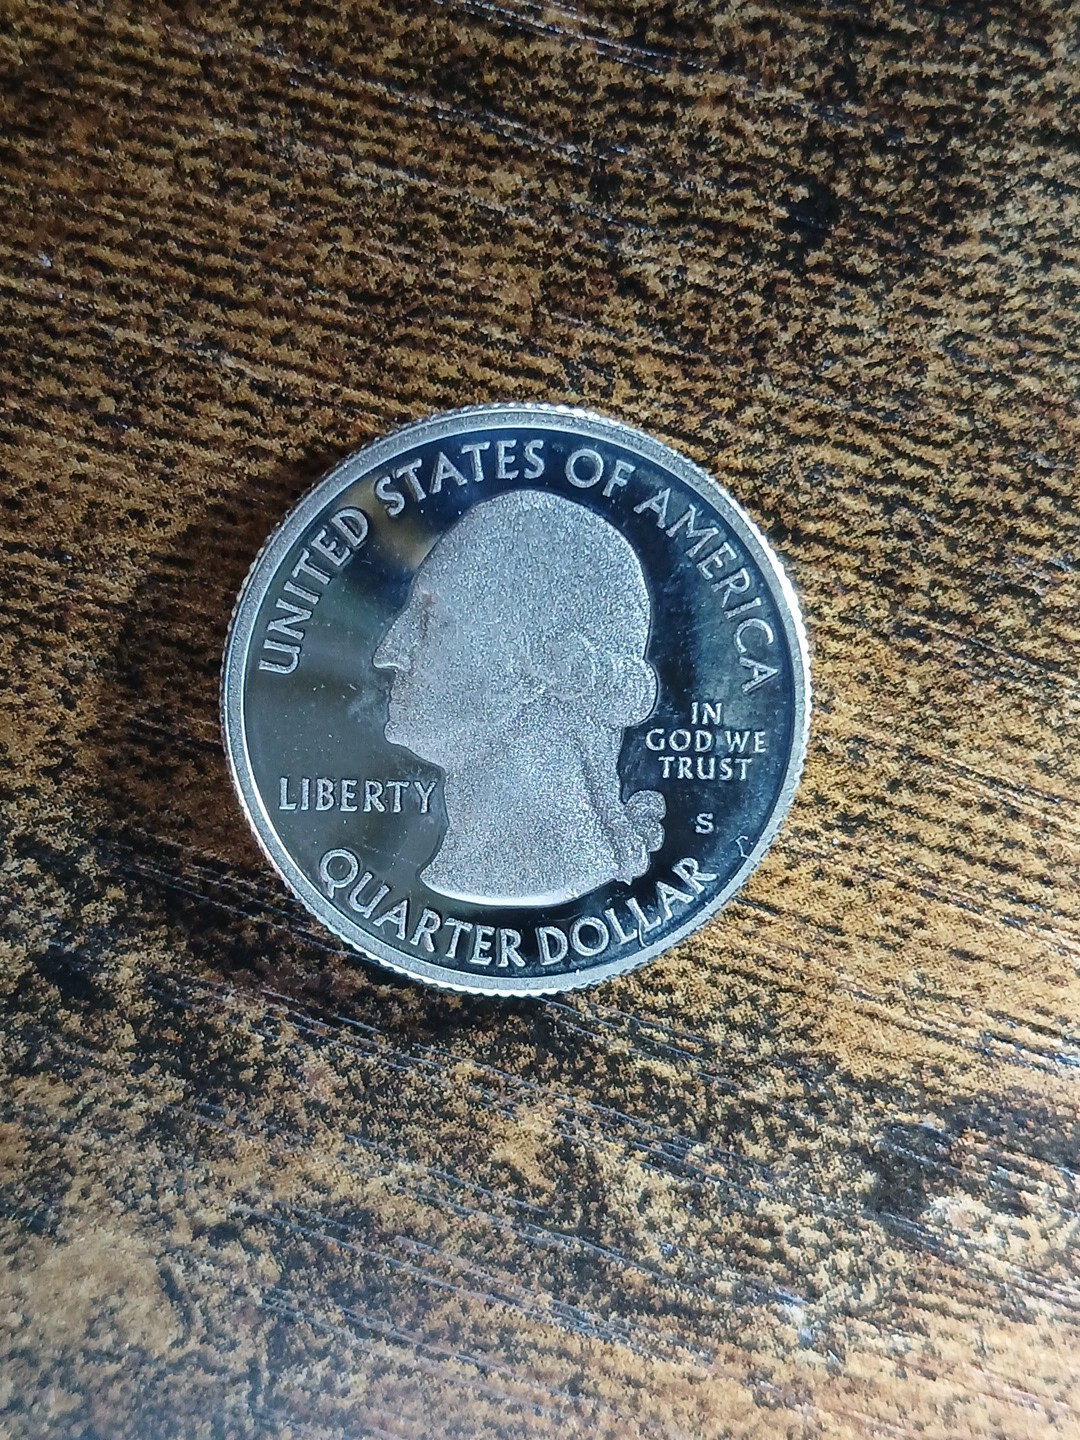 UNITED STATES OF AMERICA
LIBERTY
IN
GOD WE
TRUST
S
QUARTER DOLLAR